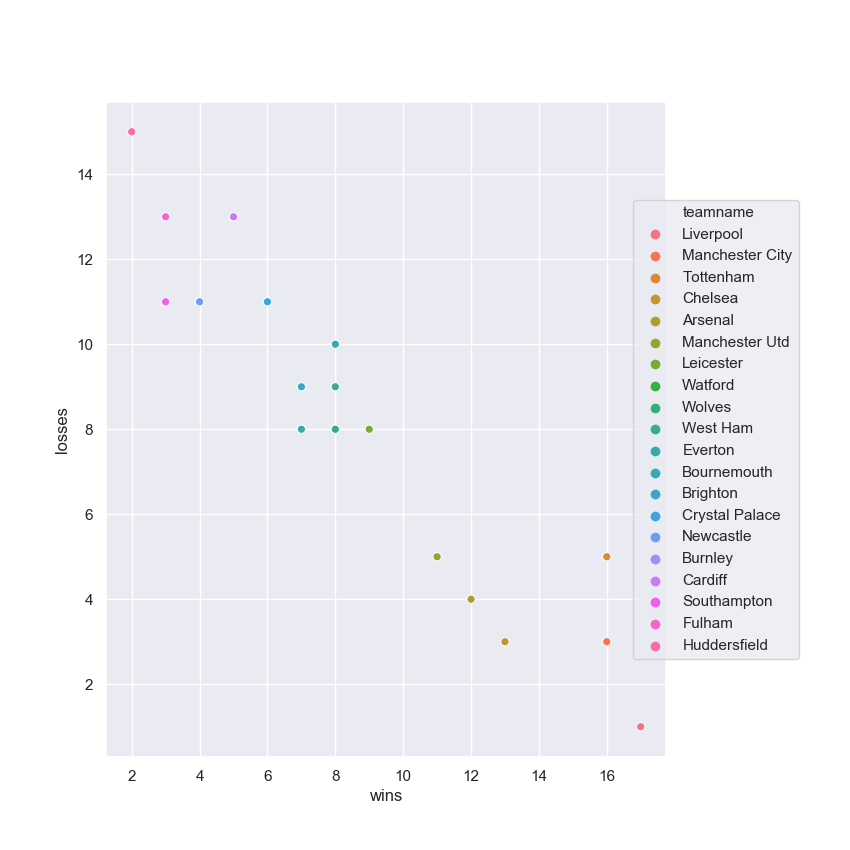 14
12
10
8
6
4
2
losses
2 4 6 8 10 12 14 16
wins
teamname
Liverpool
Manchester City
Tottenham
Chelsea
Arsenal
Manchester Utd
Leicester
Watford
Wolves
West Ham
Everton
Bournemouth
Brighton
Crystal Palace
Newcastle
Burnley
Cardiff
Southampton
Fulham
Huddersfield